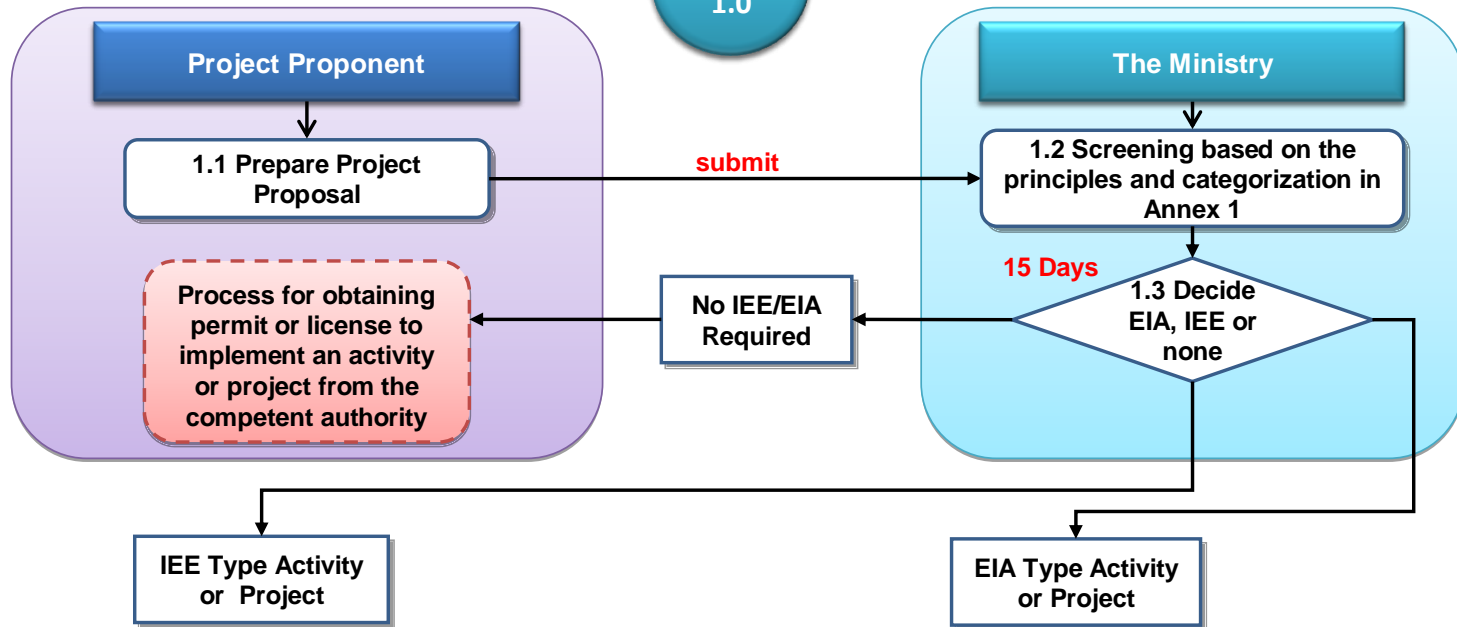 1.0
Project Proponent
The Ministry
1.1 Prepare Project
Proposal
submit
1.2 Screening based on the
principles and categorization in
Annex 1
15 Days
1.3 Decide
EIA, IEE or
none
No IEE/EIA
Required
Process for obtaining
permit or license to
implement an activity
or project from the
competent authority
IEE Type Activity
or Project
EIA Type Activity
or Project